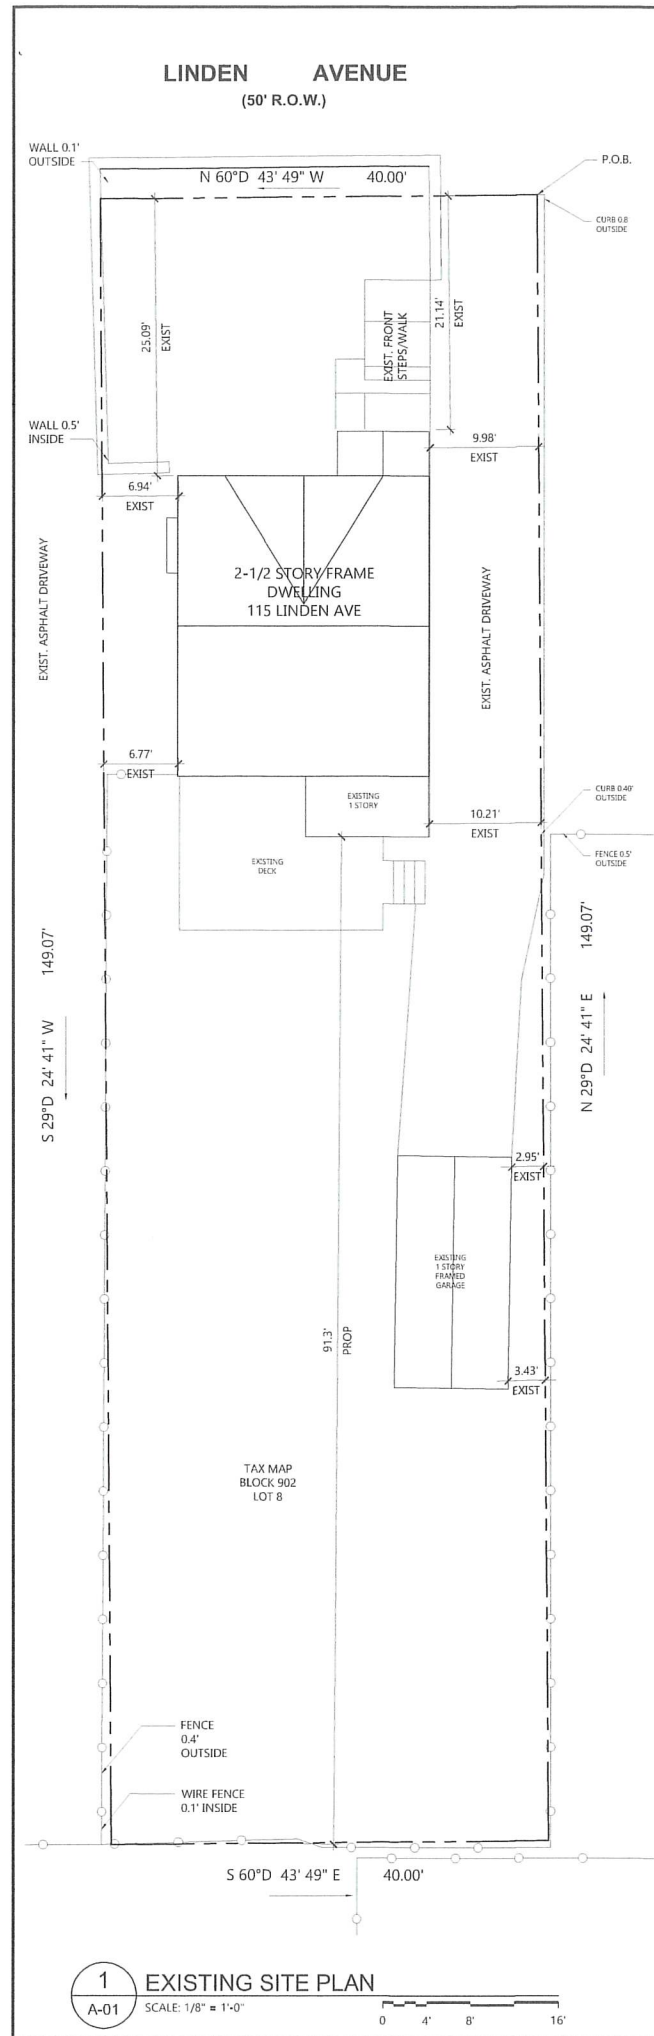 LINDEN AVENUE
(50' R.O.W.)
WALL 0.1'
OUTSIDE
N 60°D 43' 49" W 40.00'
P.O.B.
CURB 0.8
OUTSIDE
25.09'
EXIST
EXIST. FRONT
STEPS/WALK
21.14'
EXIST
WALL 0.5'
INSIDE
9.98'
EXIST
6.94'
EXIST
EXIST. ASPHALT DRIVEWAY
2-1/2 STORY FRAME
DWELLING
115 LINDEN AVE
EXIST. ASPHALT DRIVEWAY
6.77'
EXIST
EXISTING
1 STORY
CURB 0.40'
OUTSIDE
10.21'
EXIST
EXISTING
DECK
FENCE 0.5'
OUTSIDE
S 29°D 24' 41" W 149.07'
N 29°D 24' 41" E 149.07'
2.95'
EXIST
EXISTING
1 STORY
FRAMED
GARAGE
91.3'
PROP
3.43'
EXIST
TAX MAP
BLOCK 902
LOT 8
FENCE
0.4'
OUTSIDE
WIRE FENCE
0.1' INSIDE
S 60°D 43' 49" E 40.00'
1
A-01
EXISTING SITE PLAN
SCALE: 1/8" = 1'-0"
0 4' 8' 16'